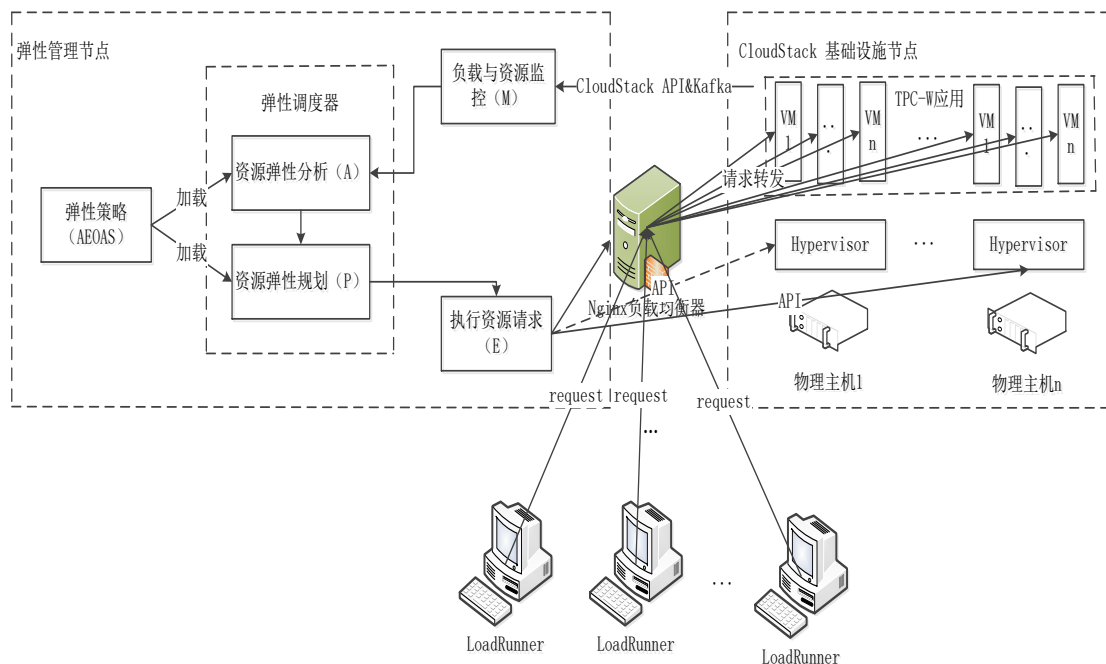 弹性管理节点
负载与资源监
控（M）
弹性调度器
资源弹性分析（A）
加载
弹性策略
（AEOAS）
加载
资源弹性规划（P）
执行资源请求
（E）
CloudStack API&Kafka
CloudStack 基础设施节点
TPC-W应用
VM
1
...
VM
n
...
VM
1
...
VM
n
请求转发
Hypervisor
...
Hypervisor
API
Nginx负载均衡器
API
物理主机1
物理主机n
request
request
request
...
...
LoadRunner
LoadRunner
LoadRunner